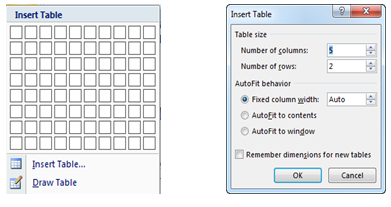 Insert Table
Insert Table...
Draw Table
Insert Table
?
Table size
Number of columns: 5
Number of rows: 2
AutoFit behavior
Fixed column width: Auto
AutoFit to contents
AutoFit to window
Remember dimensions for new tables
OK Cancel